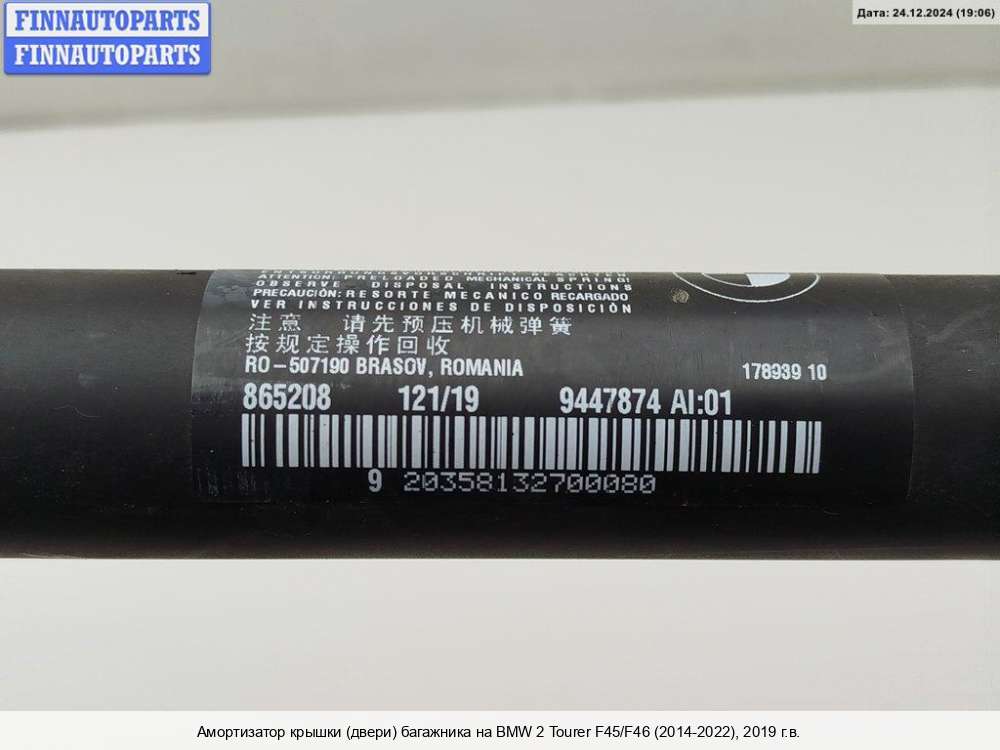 FINNAUTOPARTS
FINNAUTOPARTS
Дата: 24.12.2024 (19:06)
ATTENTION: PRELOADED MECHANICAL SPRING!
OBSERVE DISPOSAL INSTRUCTIONS
PRECAUCIÓN: RESORTE MECANICO RECARGADO
VER INSTRUCCIONES DE DISPOSICIÓN
注意 请先预压机械弹簧
按规定操作回收
RO-507190 BRASOV, ROMANIA 178939 10
865208 121/19 9447874 AI:01
9 20358132700080
Амортизатор крышки (двери) багажника на BMW 2 Tourer F45/F46 (2014-2022), 2019 г.в.